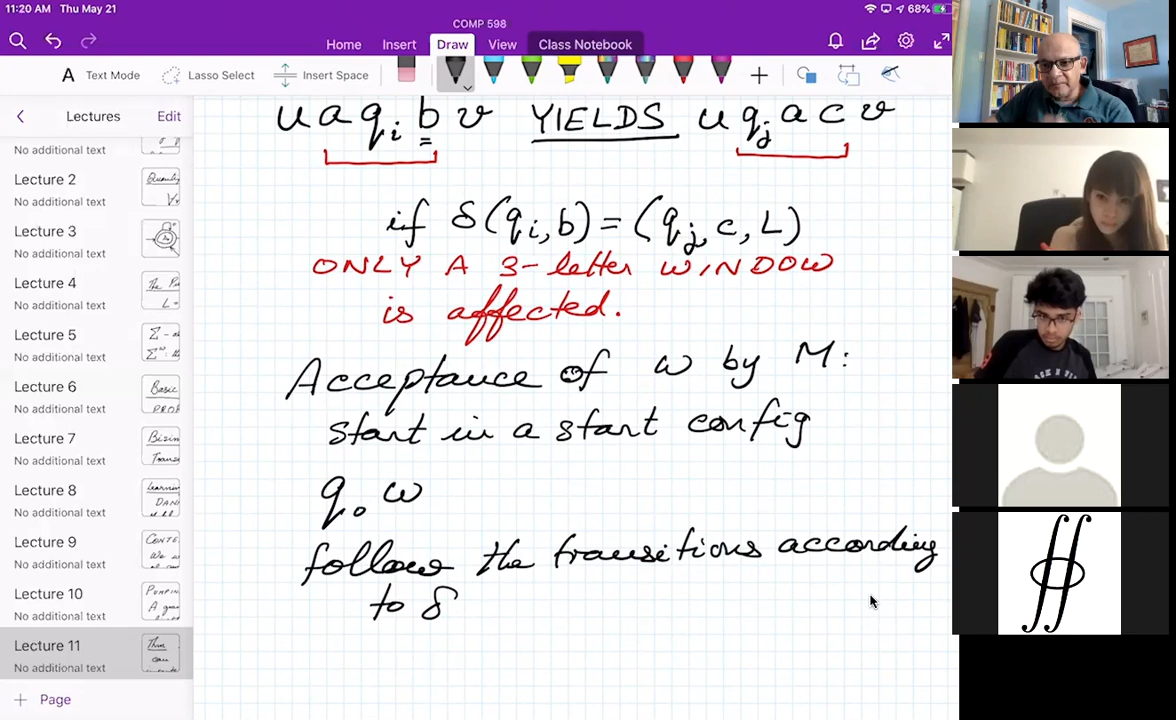 11:20 AM Thu May 21
68%
COMP 598
Home Insert Draw View Class Notebook
A Text Mode Lasso Select Insert Space
Lectures Edit
No additional text
Lecture 2
No additional text
Lecture 3
No additional text
Lecture 4
No additional text
Lecture 5
No additional text
Lecture 6
No additional text
Lecture 7
No additional text
Lecture 8
No additional text
Lecture 9
No additional text
Lecture 10
No additional text
Lecture 11
No additional text
+ Page
u a qᵢ b v YIELDS u qⱼ a c v
if δ(qᵢ, b) = (qⱼ, c, L)
ONLY A 3-letter WINDOW
is affected.
Acceptance of w by M:
start in a start config
q₀ w
follow the transitions according
to δ